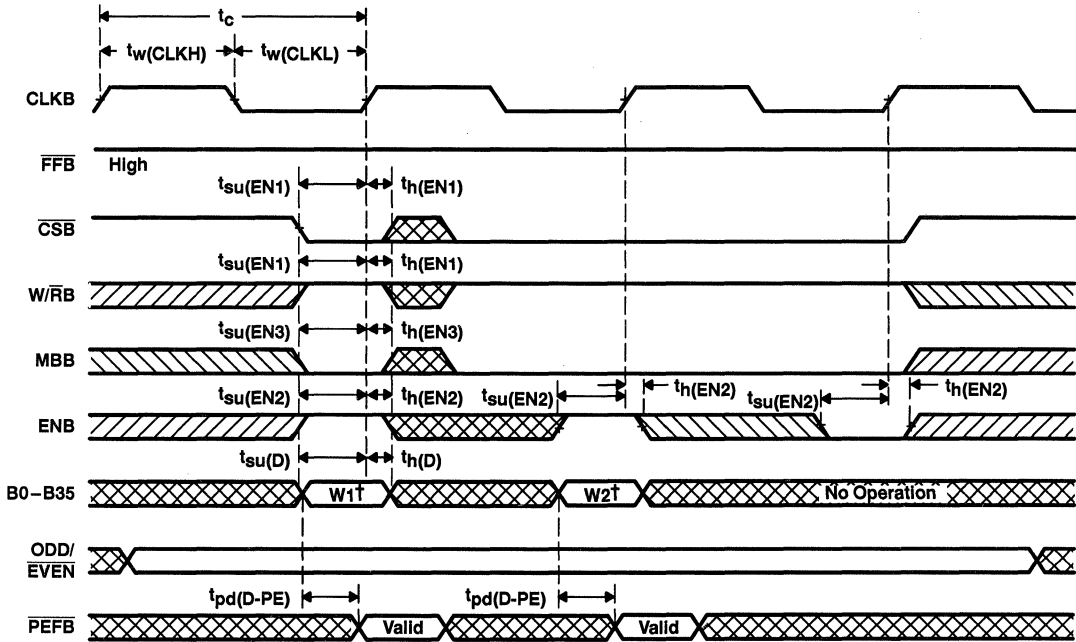 tc
tw(CLKH) tw(CLKL)
CLKB
FFB High
tsu(EN1) th(EN1)
CSB
tsu(EN1) th(EN1)
W/RB
tsu(EN3) th(EN3)
MBB
tsu(EN2) th(EN2) tsu(EN2) th(EN2) tsu(EN2) th(EN2)
ENB
tsu(D) th(D)
B0–B35 W1† W2† No Operation
ODD/
EVEN
tpd(D-PE) tpd(D-PE)
PEFB Valid Valid